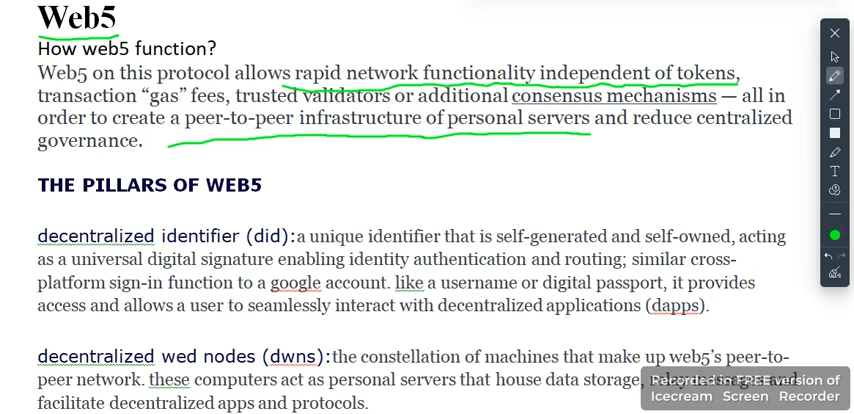 Web5
How web5 function?
Web5 on this protocol allows rapid network functionality independent of tokens,
transaction “gas” fees, trusted validators or additional consensus mechanisms — all in
order to create a peer-to-peer infrastructure of personal servers and reduce centralized
governance.
THE PILLARS OF WEB5
decentralized identifier (did):a unique identifier that is self-generated and self-owned, acting
as a universal digital signature enabling identity authentication and routing; similar cross-
platform sign-in function to a google account. like a username or digital passport, it provides
access and allows a user to seamlessly interact with decentralized applications (dapps).
decentralized wed nodes (dwns):the constellation of machines that make up web5’s peer-to-
peer network. these computers act as personal servers that house data storage, and
facilitate decentralized apps and protocols.
Recorded in FREE version of
Icecream Screen Recorder
T